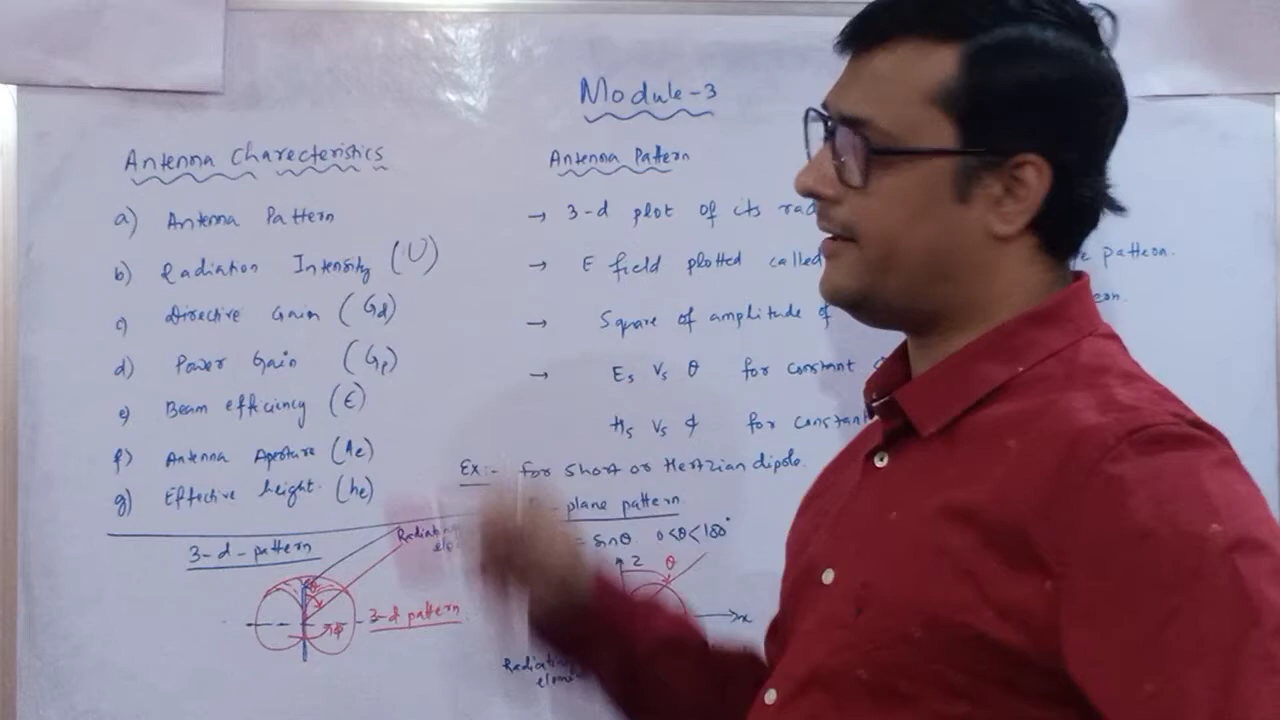 Module-3
Antenna Charecteristics
a) Antenna Pattern
b) Radiation Intensity (U)
c) Directive Gain (Gd)
d) Power Gain (Gp)
e) Beam efficiency (E)
f) Antenna Aperture (Ae)
g) Effective height. (he)
3-d-pattern
Radiating
θ
φ
3-d pattern
Antenna Pattern
→ 3-d plot of its
→ E field plotted called
pattern.
→ Square of amplitude of
→ Es Vs θ for constant
Hs Vs φ for constant
Ex:- for short or Hertzian dipole.
plane pattern
= sinθ 0<θ<180°
Z θ
x
Radiating